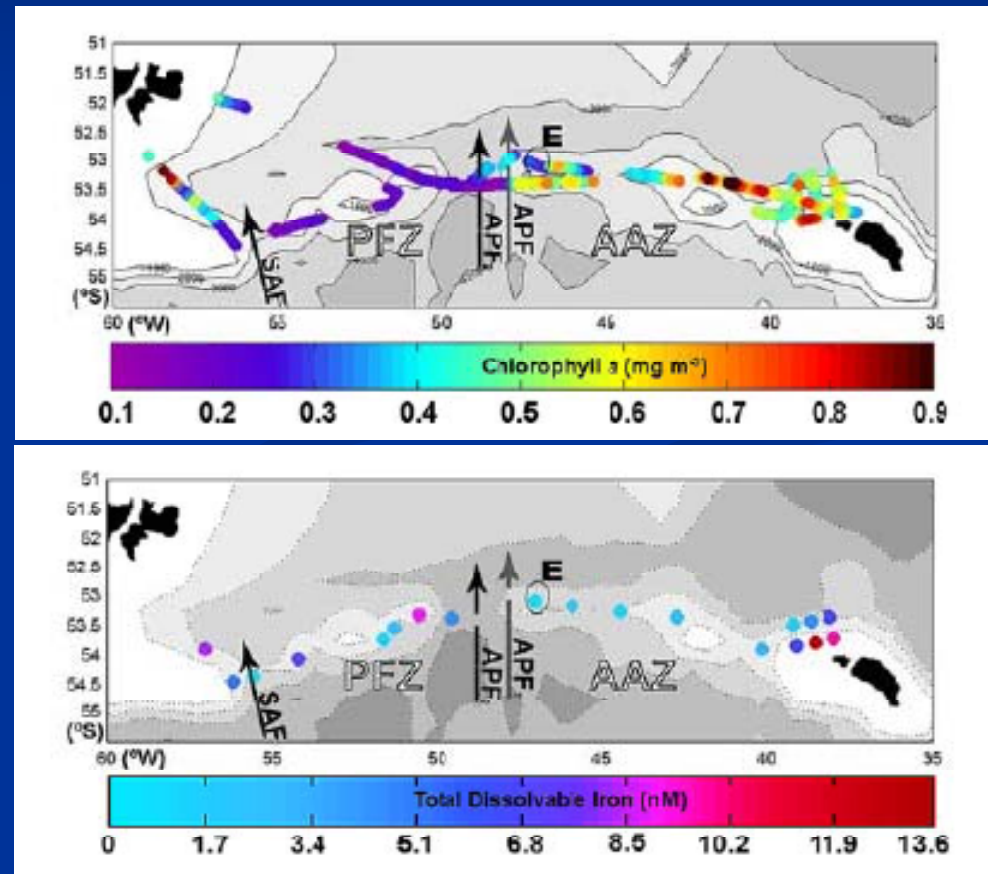 51
51.5
52
52.5
53
53.5
54
54.5
55
(°S)
E
PFZ
APF
APF
AAZ
SAF
60 (°W) 55 50 45 40 35
Chlorophyll a (mg m⁻³)
0.1 0.2 0.3 0.4 0.5 0.6 0.7 0.8 0.9
51
51.5
52
52.5
53
53.5
54
54.5
55
(°S)
E
PFZ
APF
APF
AAZ
SAF
60 (°W) 55 50 45 40 35
Total Dissolvable Iron (nM)
0 1.7 3.4 5.1 6.8 8.5 10.2 11.9 13.6